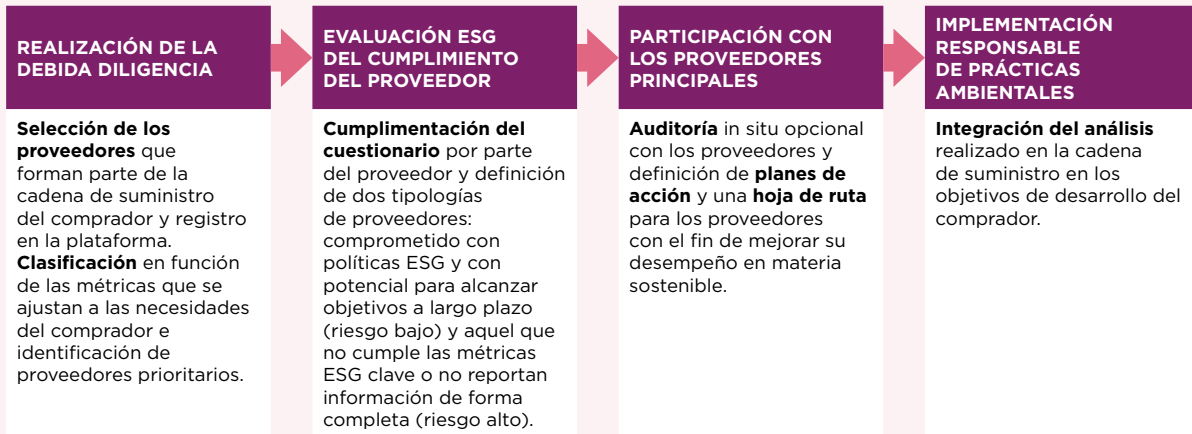 REALIZACIÓN DE LA
DEBIDA DILIGENCIA
Selección de los
proveedores que
forman parte de la
cadena de suministro
del comprador y registro
en la plataforma.
Clasificación en función
de las métricas que se
ajustan a las necesidades
del comprador e
identificación de
proveedores prioritarios.
EVALUACIÓN ESG
DEL CUMPLIMIENTO
DEL PROVEEDOR
Cumplimentación del
cuestionario por parte
del proveedor y definición
de dos tipologías
de proveedores:
comprometido con
políticas ESG y con
potencial para alcanzar
objetivos a largo plazo
(riesgo bajo) y aquel que
no cumple las métricas
ESG clave o no reportan
información de forma
completa (riesgo alto).
PARTICIPACIÓN CON
LOS PROVEEDORES
PRINCIPALES
Auditoría in situ opcional
con los proveedores y
definición de planes de
acción y una hoja de ruta
para los proveedores
con el fin de mejorar su
desempeño en materia
sostenible.
IMPLEMENTACIÓN
RESPONSABLE
DE PRÁCTICAS
AMBIENTALES
Integración del análisis
realizado en la cadena
de suministro en los
objetivos de desarrollo del
comprador.